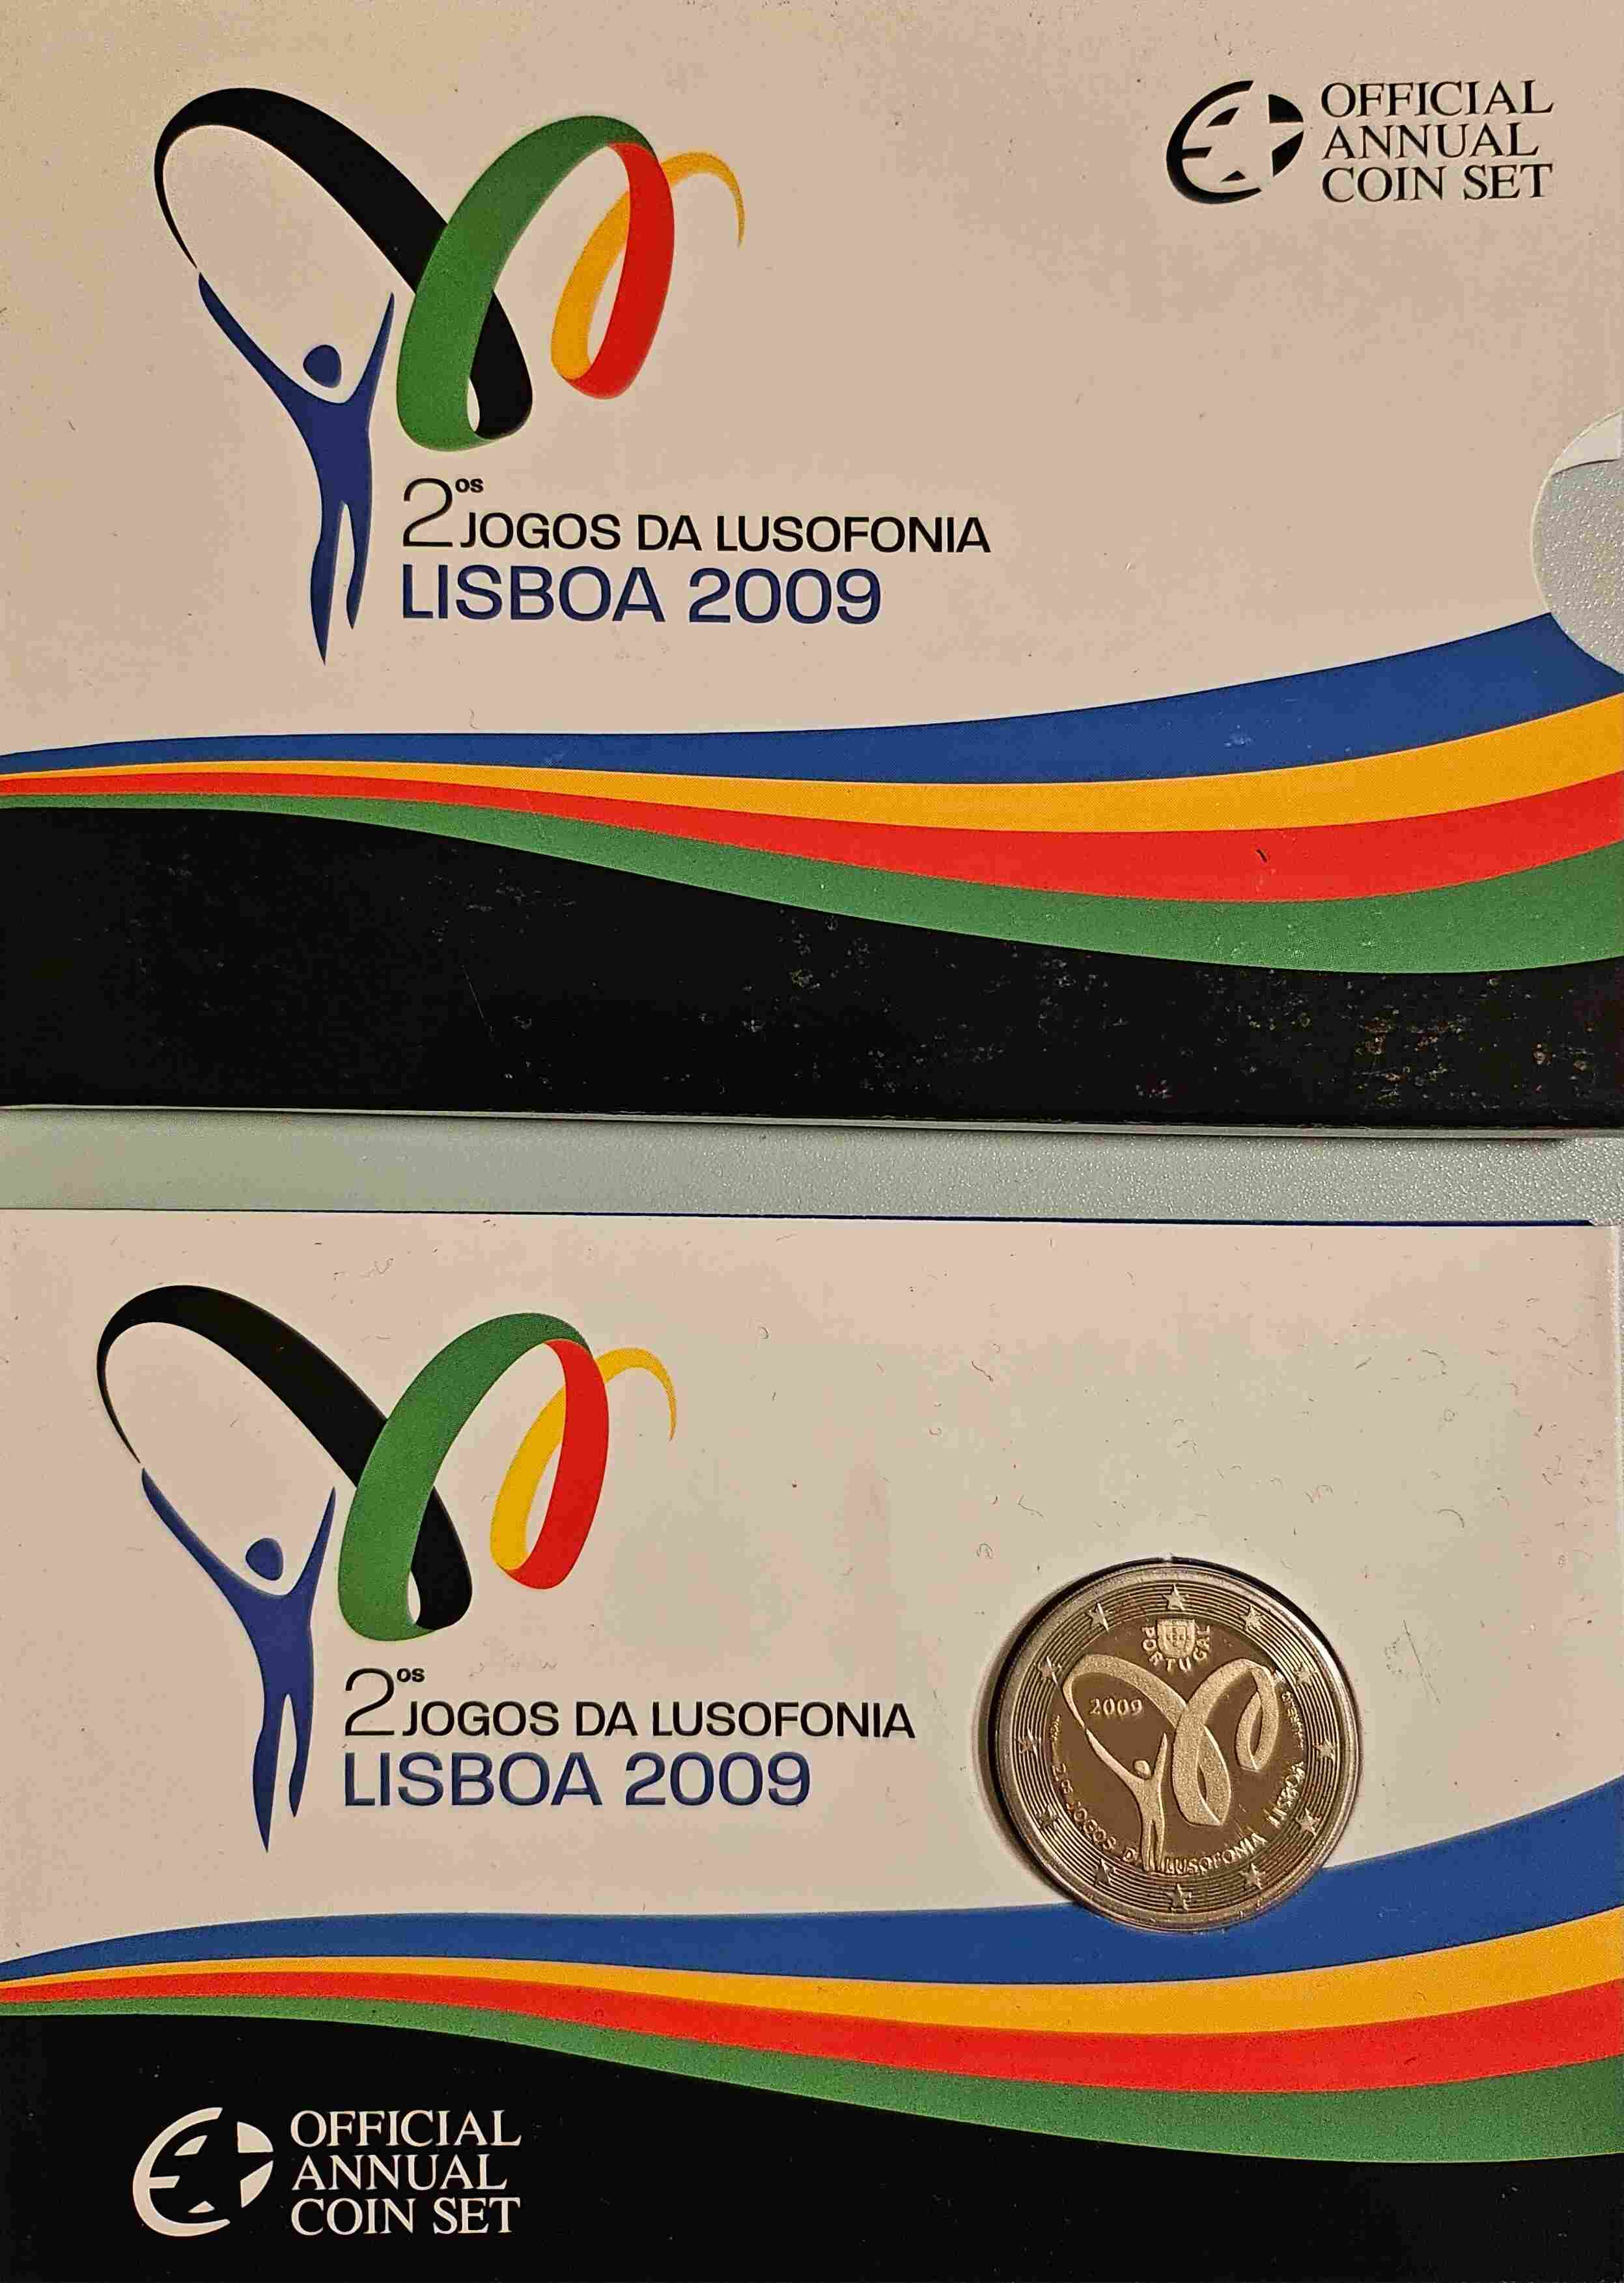 OFFICIAL
ANNUAL
COIN SET
2os JOGOS DA LUSOFONIA
LISBOA 2009
2os JOGOS DA LUSOFONIA
LISBOA 2009
PORTUGAL
2009
JOGOS DA LUSOFONIA LISBOA
OFFICIAL
ANNUAL
COIN SET